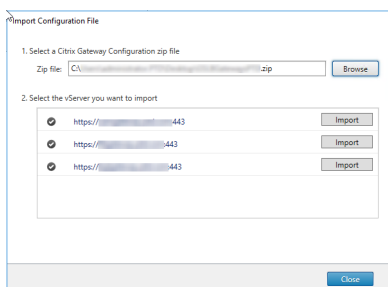 Import Configuration File
1. Select a Citrix Gateway Configuration zip file
Zip file: C:\ .zip Browse
2. Select the vServer you want to import
https:// 443 Import
https:// :443 Import
https:// 443 Import
Close